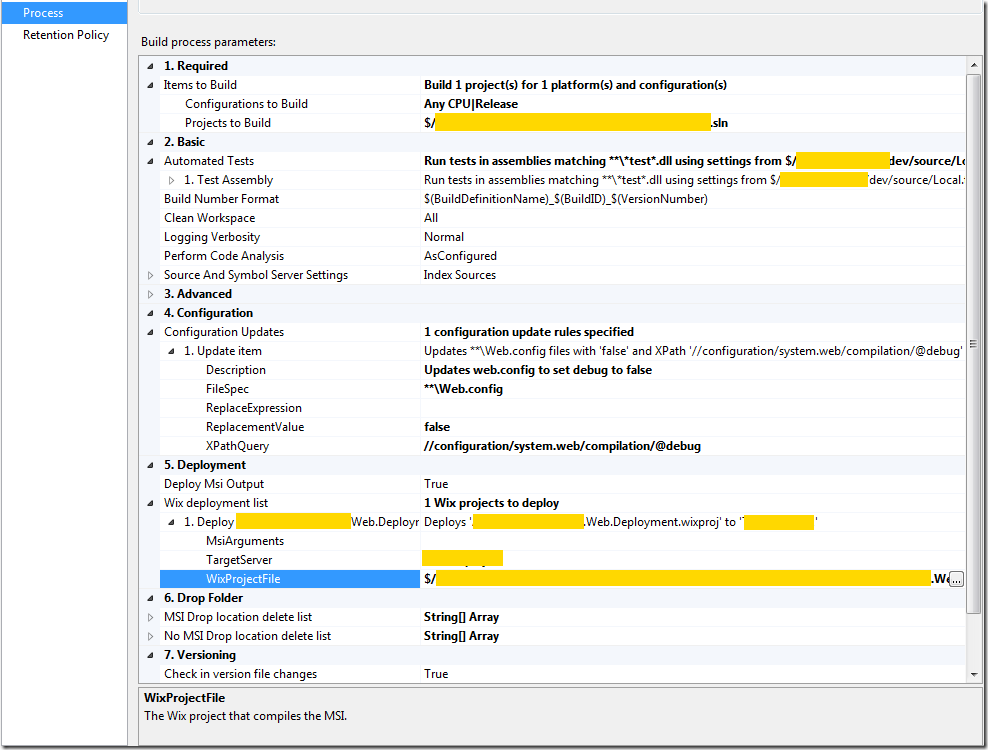 Process
Retention Policy
Build process parameters:
1. Required
Items to Build Build 1 project(s) for 1 platform(s) and configuration(s)
Configurations to Build Any CPU|Release
Projects to Build $/ .sln
2. Basic
Automated Tests Run tests in assemblies matching **\*test*.dll using settings from $/ dev/source/Lo
1. Test Assembly Run tests in assemblies matching **\*test*.dll using settings from $/ dev/source/Local.
Build Number Format $(BuildDefinitionName)_$(BuildID)_$(VersionNumber)
Clean Workspace All
Logging Verbosity Normal
Perform Code Analysis AsConfigured
Source And Symbol Server Settings Index Sources
3. Advanced
4. Configuration
Configuration Updates 1 configuration update rules specified
1. Update item Updates **\Web.config files with 'false' and XPath '//configuration/system.web/compilation/@debug'
Description Updates web.config to set debug to false
FileSpec **\Web.config
ReplaceExpression
ReplacementValue false
XPathQuery //configuration/system.web/compilation/@debug
5. Deployment
Deploy Msi Output True
Wix deployment list 1 Wix projects to deploy
1. Deploy Web.Deployn Deploys '. .Web.Deployment.wixproj' to ' '
MsiArguments
TargetServer
WixProjectFile $/ .We ...
6. Drop Folder
MSI Drop location delete list String[] Array
No MSI Drop location delete list String[] Array
7. Versioning
Check in version file changes True
WixProjectFile
The Wix project that compiles the MSI.